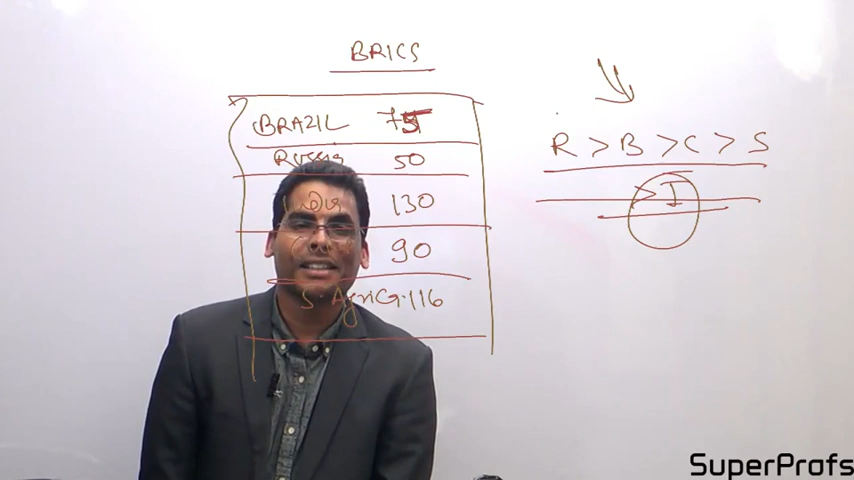 BRICS
BRAZIL 75
RUSSIA 50
130
90
S. AfriCa. 116
R > B > C > S
> I
SuperProfs